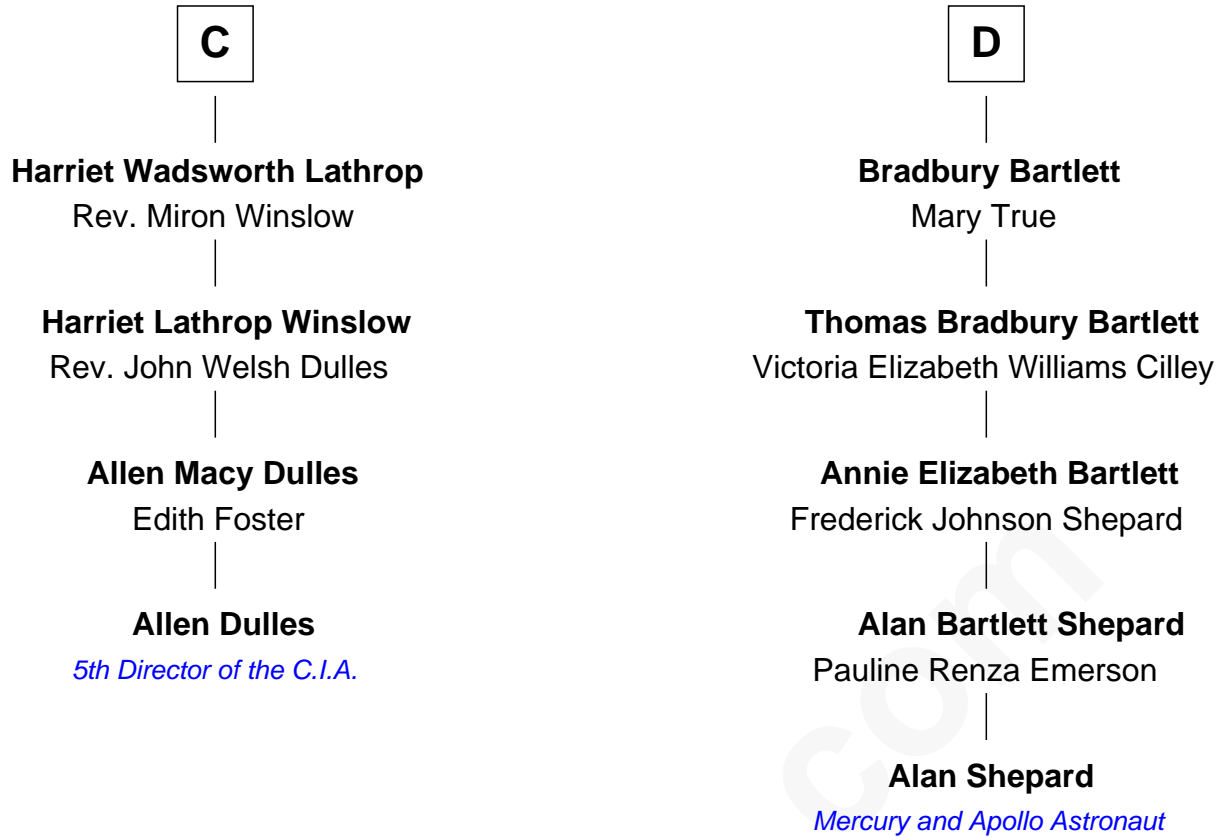 C
Harriet Wadsworth Lathrop
Rev. Miron Winslow
Harriet Lathrop Winslow
Rev. John Welsh Dulles
Allen Macy Dulles
Edith Foster
Allen Dulles
5th Director of the C.I.A.
D
Bradbury Bartlett
Mary True
Thomas Bradbury Bartlett
Victoria Elizabeth Williams Cilley
Annie Elizabeth Bartlett
Frederick Johnson Shepard
Alan Bartlett Shepard
Pauline Renza Emerson
Alan Shepard
Mercury and Apollo Astronaut
com